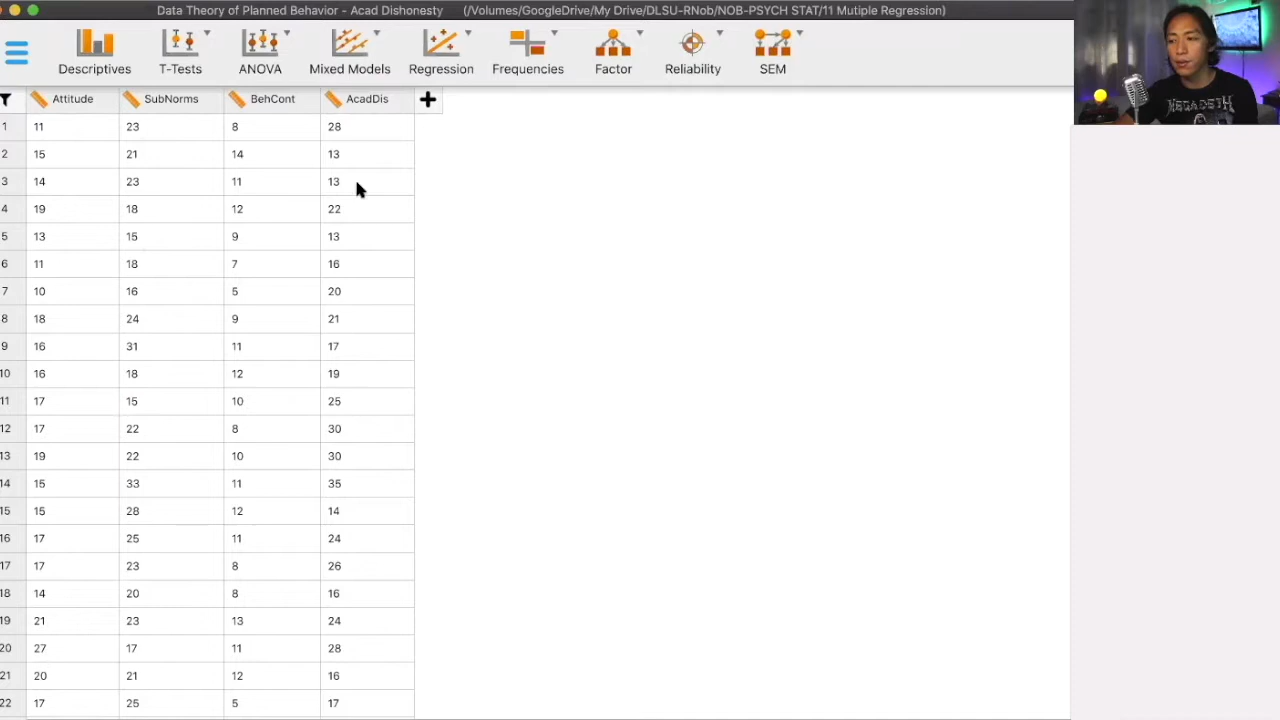 Data Theory of Planned Behavior - Acad Dishonesty (/Volumes/GoogleDrive/My Drive/DLSU-RNob/NOB-PSYCH STAT/11 Mutiple Regression)
Descriptives T-Tests ANOVA Mixed Models Regression Frequencies Factor Reliability SEM
MEGADETH
Attitude SubNorms BehCont AcadDis
1 11 23 8 28
2 15 21 14 13
3 14 23 11 13
4 19 18 12 22
5 13 15 9 13
6 11 18 7 16
7 10 16 5 20
8 18 24 9 21
9 16 31 11 17
10 16 18 12 19
11 17 15 10 25
12 17 22 8 30
13 19 22 10 30
14 15 33 11 35
15 15 28 12 14
16 17 25 11 24
17 17 23 8 26
18 14 20 8 16
19 21 23 13 24
20 27 17 11 28
21 20 21 12 16
22 17 25 5 17